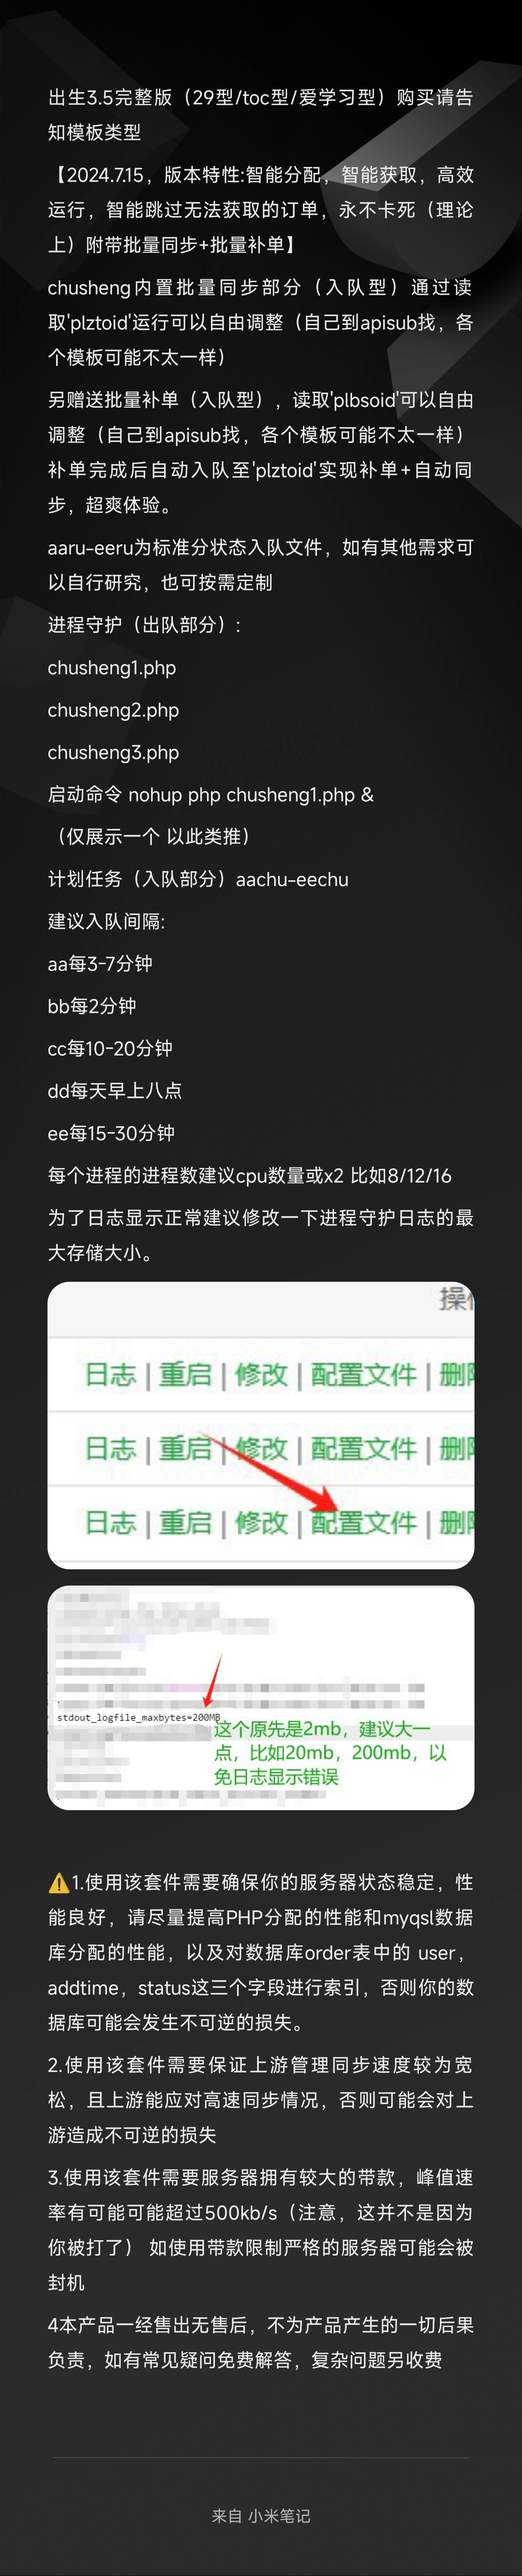 出生3.5完整版（29型/toc型/爱学习型）购买请告
知模板类型
【2024.7.15，版本特性:智能分配，智能获取，高效
运行，智能跳过无法获取的订单，永不卡死（理论
上）附带批量同步+批量补单】
chusheng内置批量同步部分（入队型）通过读
取'plztoid'运行可以自由调整（自己到apisub找，各
个模板可能不太一样）
另赠送批量补单（入队型），读取'plbsoid'可以自由
调整（自己到apisub找，各个模板可能不太一样）
补单完成后自动入队至'plztoid'实现补单+自动同
步，超爽体验。
aaru-eeru为标准分状态入队文件，如有其他需求可
以自行研究，也可按需定制
进程守护（出队部分）:
chusheng1.php
chusheng2.php
chusheng3.php
启动命令 nohup php chusheng1.php &
（仅展示一个 以此类推）
计划任务（入队部分）aachu-eechu
建议入队间隔:
aa每3-7分钟
bb每2分钟
cc每10-20分钟
dd每天早上八点
ee每15-30分钟
每个进程的进程数建议cpu数量或x2 比如8/12/16
为了日志显示正常建议修改一下进程守护日志的最
大存储大小。
操
日志 | 重启 | 修改 | 配置文件 | 删
日志 | 重启 | 修改 | 配置文件 | 删
日志 | 重启 | 修改 | 配置文件 | 删
stdout_logfile_maxbytes=200MB
这个原先是2mb，建议大一
点，比如20mb，200mb，以
免日志显示错误
⚠️1.使用该套件需要确保你的服务器状态稳定，性
能良好，请尽量提高PHP分配的性能和myqsl数据
库分配的性能，以及对数据库order表中的 user，
addtime，status这三个字段进行索引，否则你的数
据库可能会发生不可逆的损失。
2.使用该套件需要保证上游管理同步速度较为宽
松，且上游能应对高速同步情况，否则可能会对上
游造成不可逆的损失
3.使用该套件需要服务器拥有较大的带款，峰值速
率有可能可能超过500kb/s（注意，这并不是因为
你被打了） 如使用带款限制严格的服务器可能会被
封机
4本产品一经售出无售后，不为产品产生的一切后果
负责，如有常见疑问免费解答，复杂问题另收费
来自 小米笔记